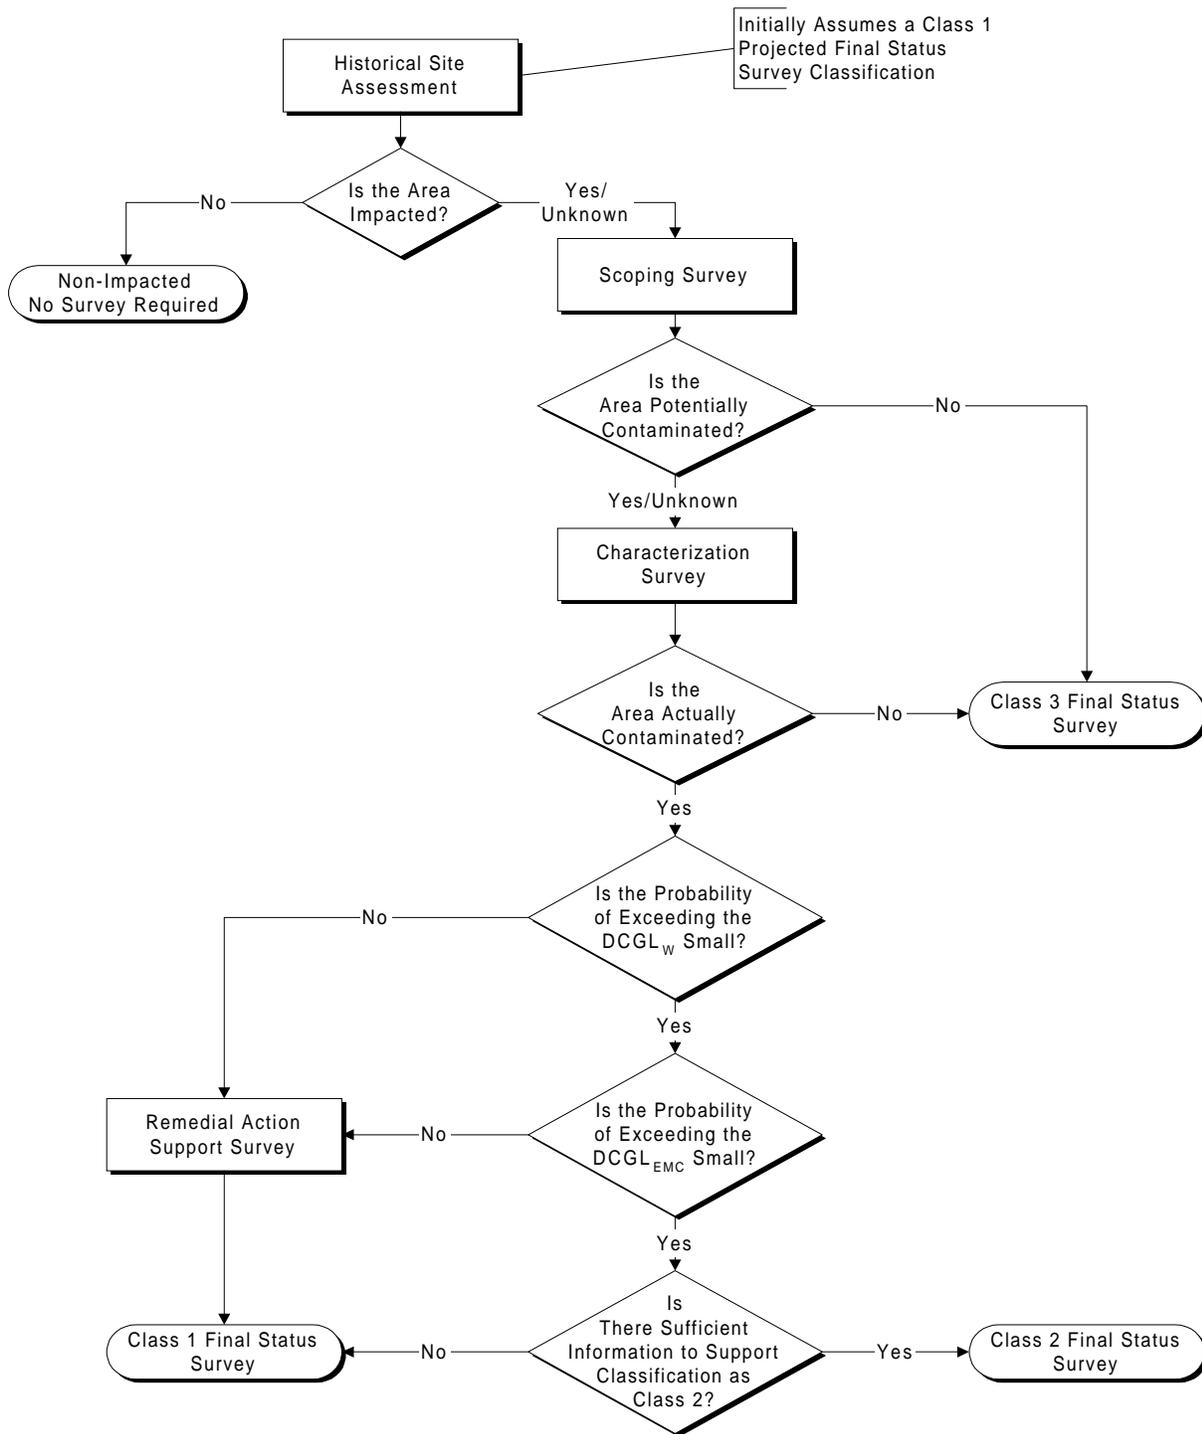 Initially Assumes a Class 1
Projected Final Status
Survey Classification
Historical Site
Assessment
Is the Area
Impacted?
No
Yes/
Unknown
Non-Impacted
No Survey Required
Scoping Survey
Is the
Area Potentially
Contaminated?
No
Yes/Unknown
Characterization
Survey
Is the
Area Actually
Contaminated?
No
Class 3 Final Status
Survey
Yes
Is the Probability
of Exceeding the
DCGL_W Small?
No
Yes
Remedial Action
Support Survey
No
Is the Probability
of Exceeding the
DCGL_EMC Small?
Yes
Class 1 Final Status
Survey
No
Is
There Sufficient
Information to Support
Classification as
Class 2?
Yes
Class 2 Final Status
Survey